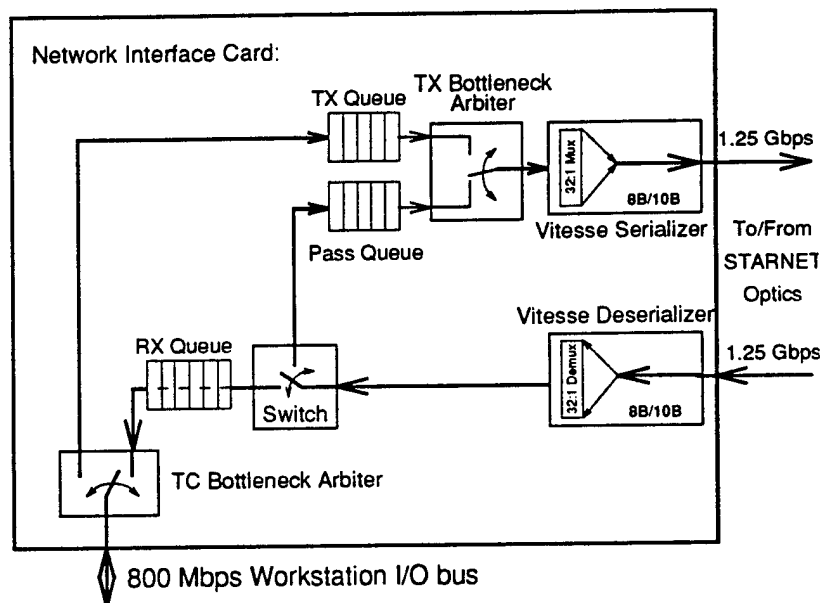 Network Interface Card:
TX Queue
TX Bottleneck
Arbiter
1.25 Gbps
32:1 Mux
8B/10B
Vitesse Serializer
Pass Queue
To/From
STARNET
Optics
Vitesse Deserializer
RX Queue
1.25 Gbps
32:1 Demux
8B/10B
Switch
TC Bottleneck Arbiter
800 Mbps Workstation I/O bus